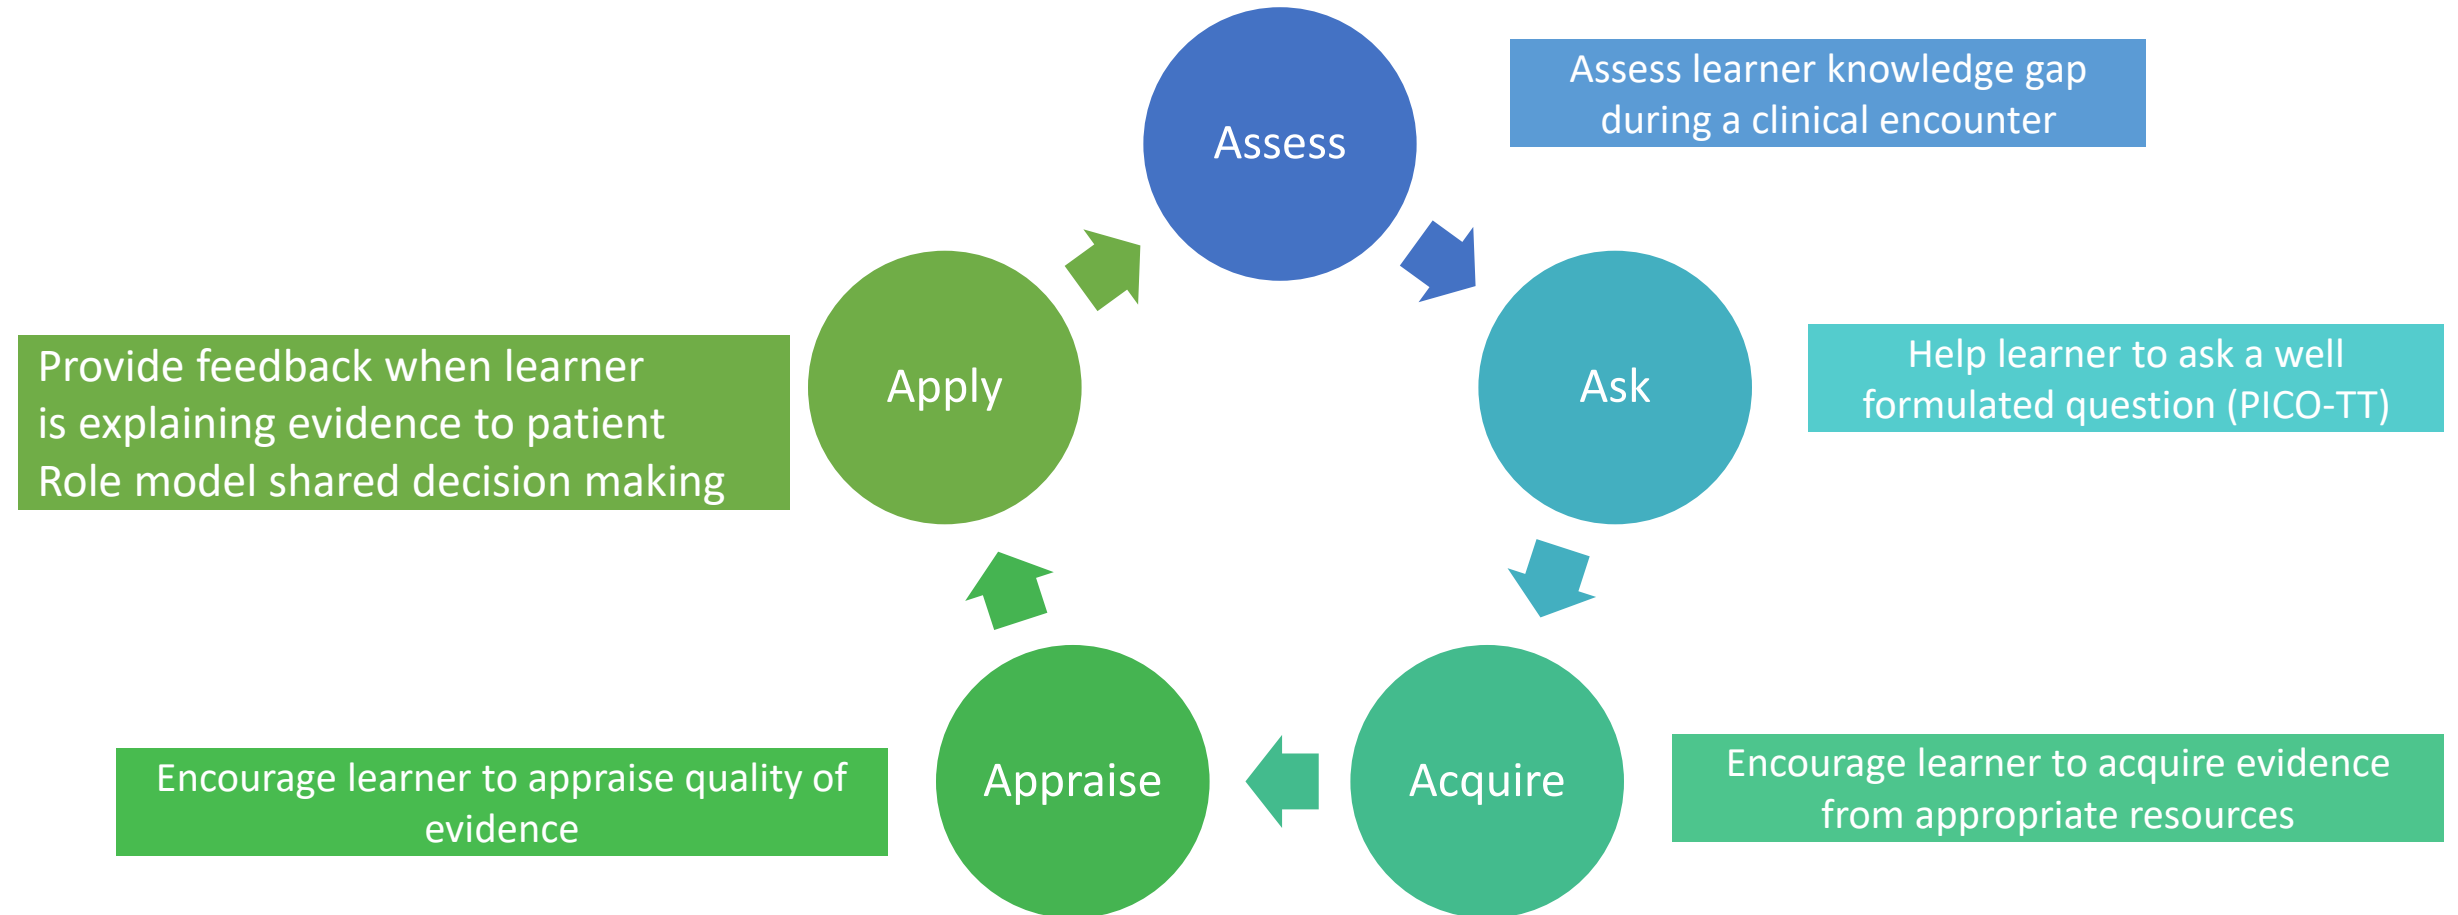 Assess
Assess learner knowledge gap
during a clinical encounter
Ask
Help learner to ask a well
formulated question (PICO-TT)
Acquire
Encourage learner to acquire evidence
from appropriate resources
Appraise
Encourage learner to appraise quality of
evidence
Apply
Provide feedback when learner
is explaining evidence to patient
Role model shared decision making